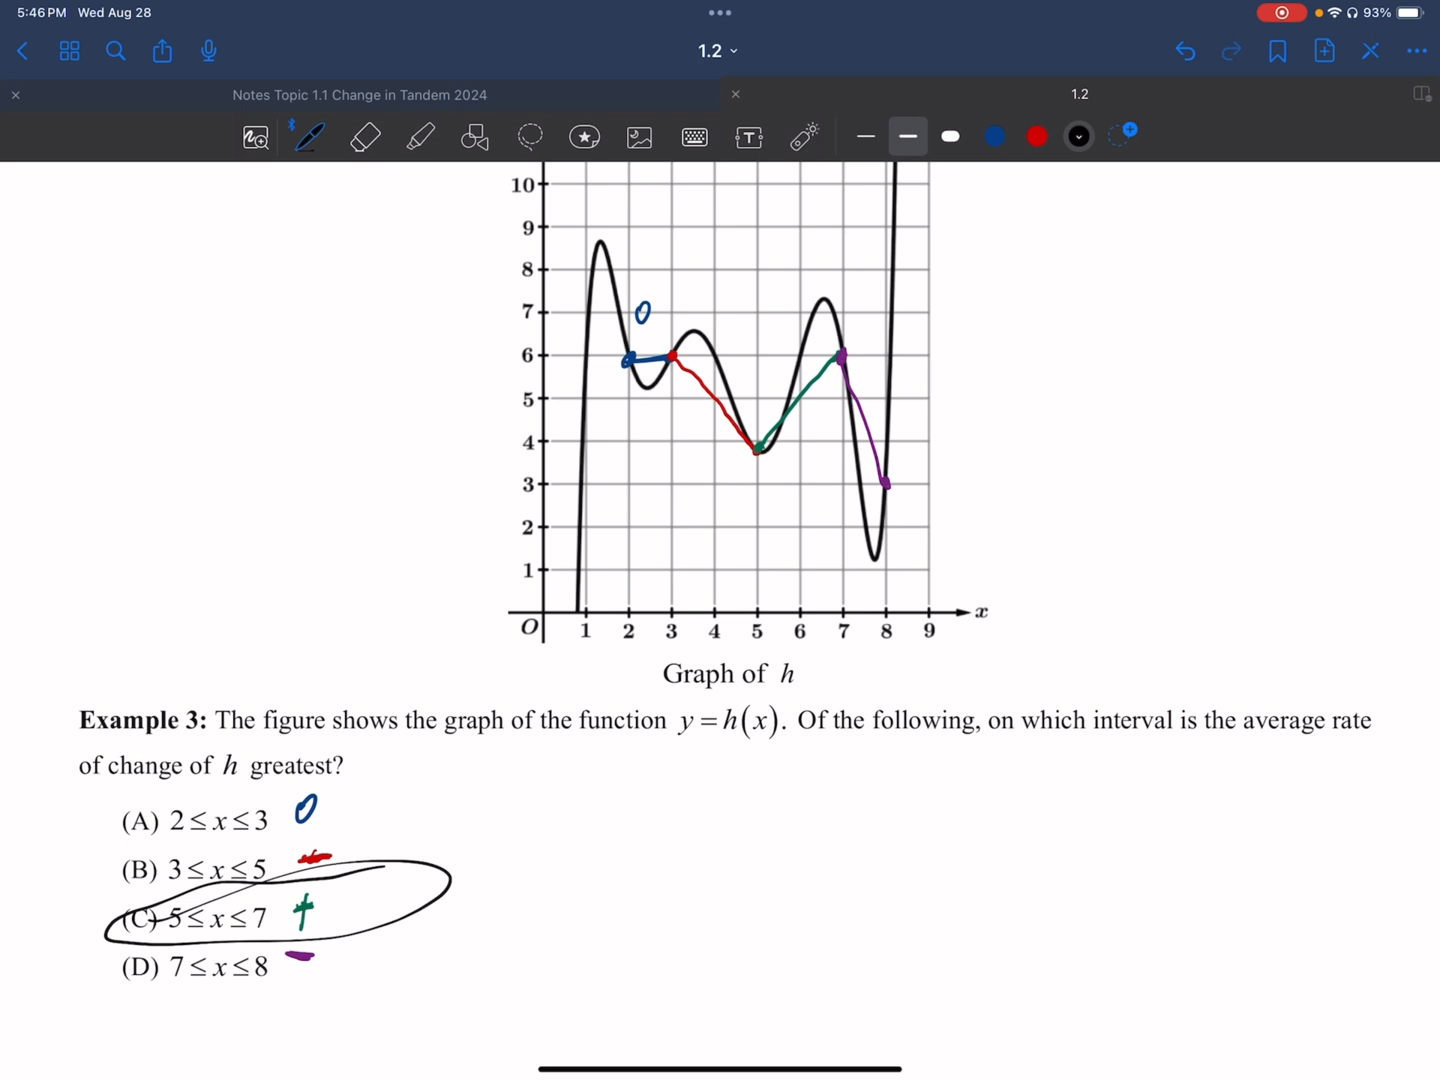 5:46 PM Wed Aug 28
93%
1.2
Notes Topic 1.1 Change in Tandem 2024
1.2
T
10
9
8
7
6
5
4
3
2
1
0
O
1 2 3 4 5 6 7 8 9
x
Graph of h
Example 3: The figure shows the graph of the function y = h(x). Of the following, on which interval is the average rate
of change of h greatest?
(A) 2 ≤ x ≤ 3 0
(B) 3 ≤ x ≤ 5 −
(C) 5 ≤ x ≤ 7 +
(D) 7 ≤ x ≤ 8 −